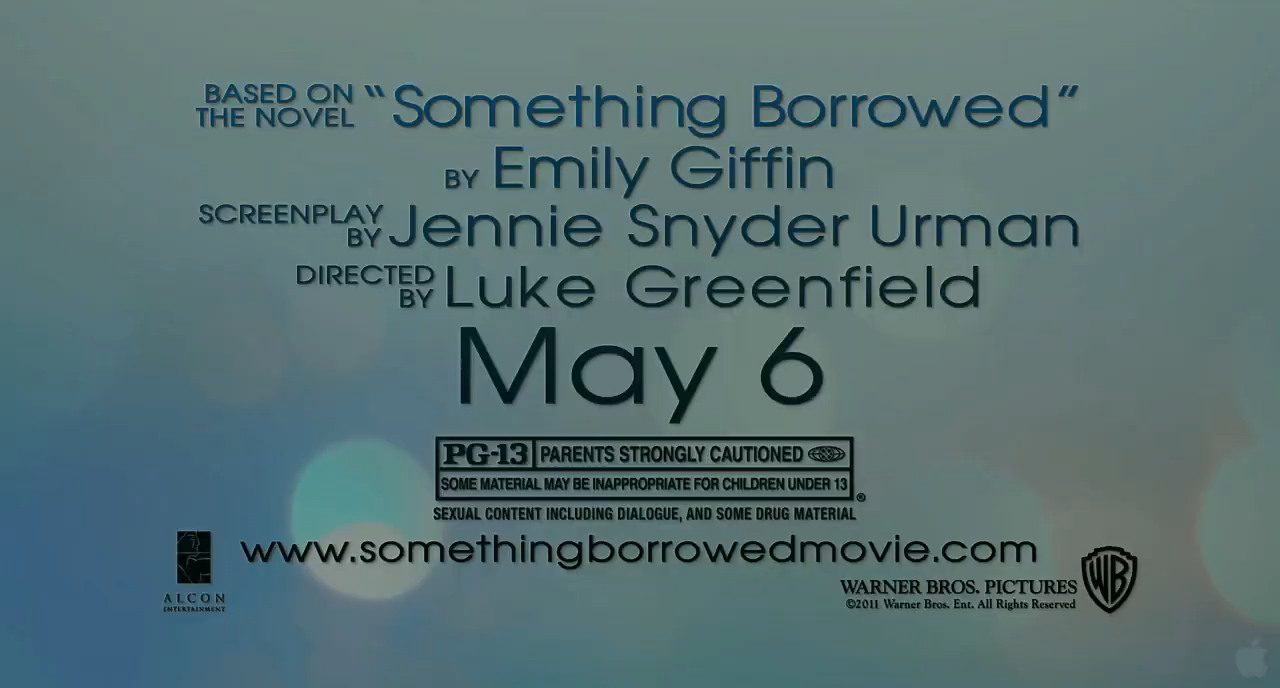 BASED ON THE NOVEL “Something Borrowed”
BY Emily Giffin
SCREENPLAY BY Jennie Snyder Urman
DIRECTED BY Luke Greenfield
May 6
PG-13 PARENTS STRONGLY CAUTIONED
SOME MATERIAL MAY BE INAPPROPRIATE FOR CHILDREN UNDER 13
®
SEXUAL CONTENT INCLUDING DIALOGUE, AND SOME DRUG MATERIAL
www.somethingborrowedmovie.com
ALCON
ENTERTAINMENT
WARNER BROS. PICTURES
©2011 Warner Bros. Ent. All Rights Reserved
WB